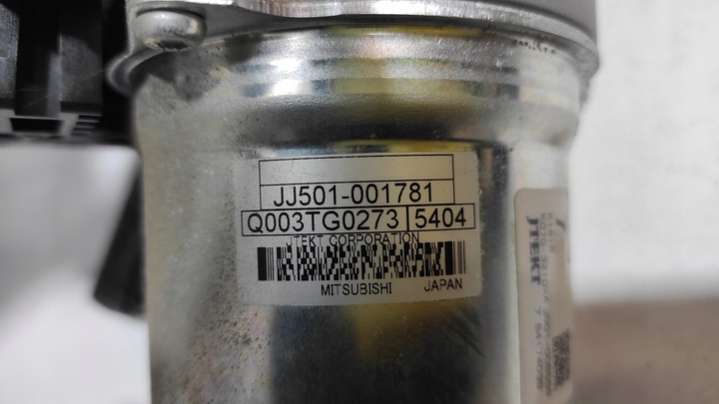 JJ501-001781
Q003TG0273 5404
JTEKT CORPORATION
MITSUBISHI JAPAN
JTEKT